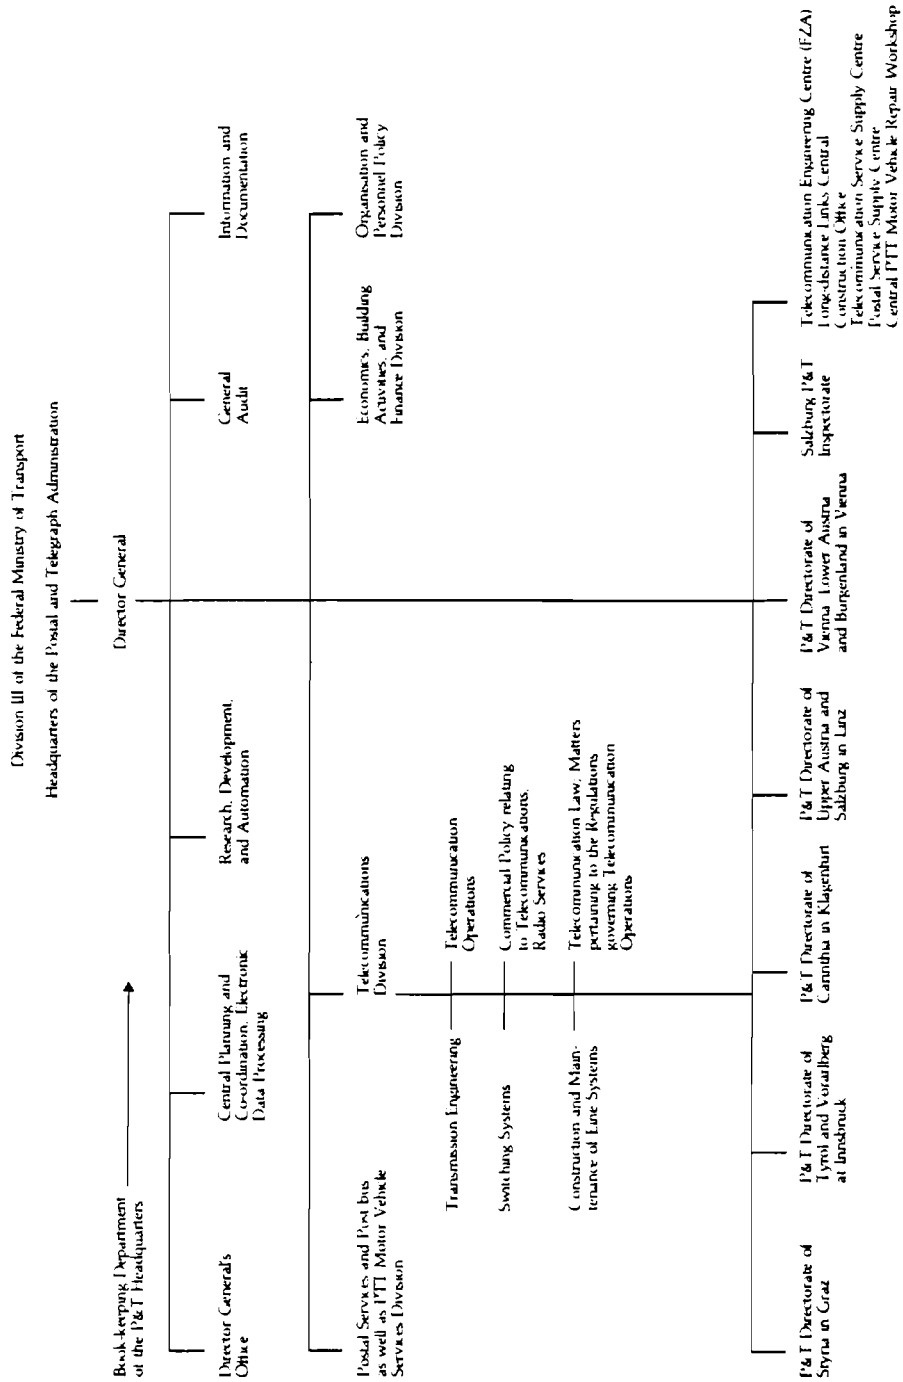 Division III of the Federal Ministry of Transport
Headquarters of the Postal and Telegraph Administration
Book-keeping Department
of the P&T Headquarters
Director General
Director General's
Office
Central Planning and
Co-ordination, Electronic
Data Processing
Research, Development,
and Automation
General
Audit
Information and
Documentation
Postal Services and Post bus
as well as PTT Motor Vehicle
Services Division
Telecommunications
Division
Economics, Building
Activities, and
Finance Division
Organisation and
Personnel Policy
Division
Transmission Engineering
Telecommunication
Operations
Switching Systems
Commercial Policy relating
to Telecommunications,
Radio Services
Construction and Main-
tenance of Line Systems
Telecommunication Law, Matters
pertaining to the Regulations
governing Telecommunication
Operations
P&T Directorate of
Styria in Graz
P&T Directorate of
Tyrol and Vorarlberg
at Innsbruck
P&T Directorate of
Carinthia in Klagenfurt
P&T Directorate of
Upper Austria and
Salzburg in Linz
P&T Directorate of
Vienna Lower Austria
and Burgenland in Vienna
Salzburg P&T
Inspectorate
Telecommunication Engineering Centre (FZA)
Long-distance Links Central
Construction Office
Telecommunication Service Supply Centre
Postal Service Supply Centre
Central PTT Motor Vehicle Repair Workshop